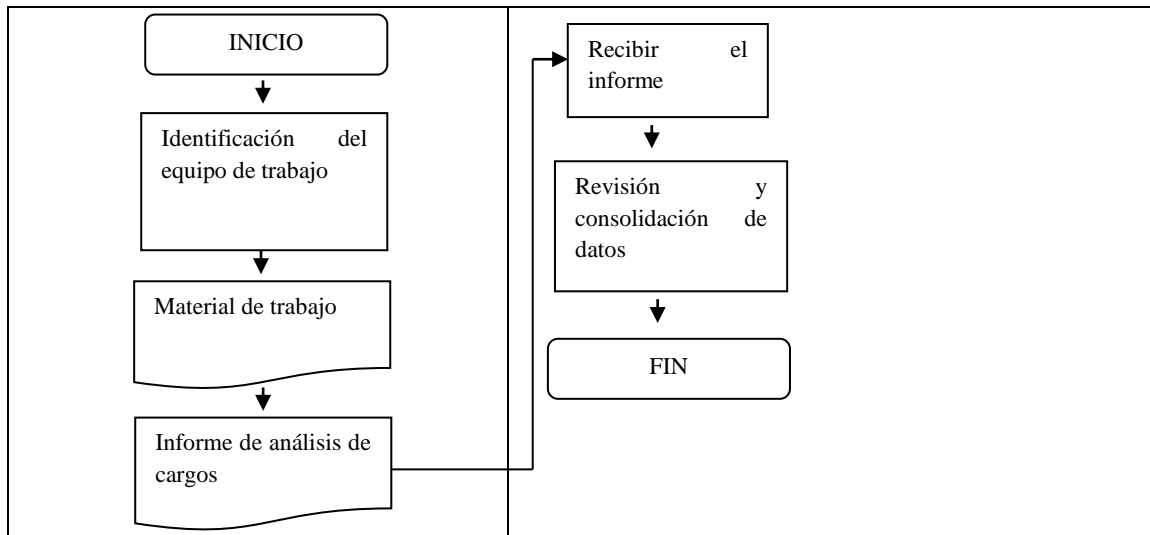 INICIO
Identificación del
equipo de trabajo
Material de trabajo
Informe de análisis de
cargos
Recibir el
informe
Revisión y
consolidación de
datos
FIN